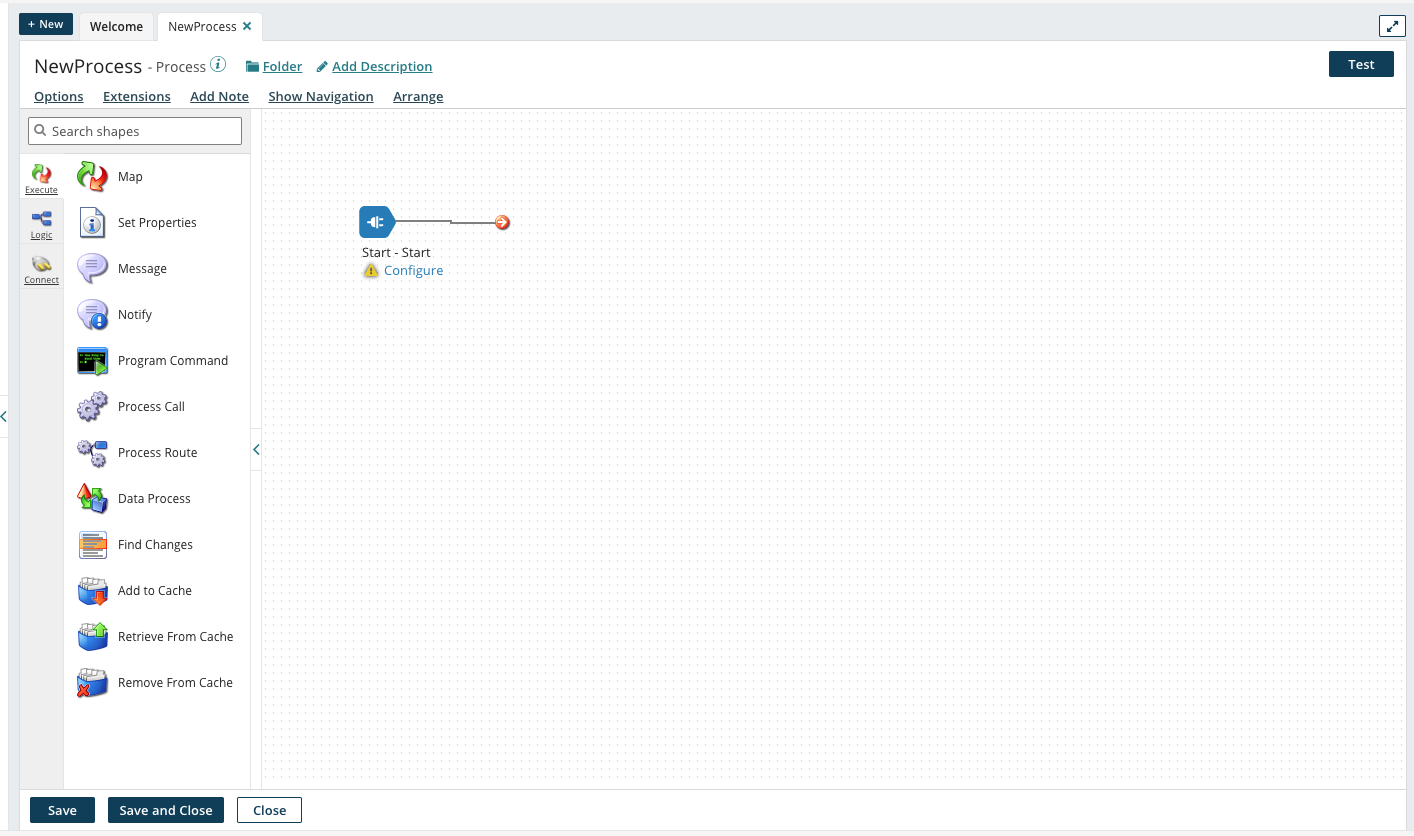 + New
Welcome
NewProcess
NewProcess - Process
Folder
Add Description
Test
Options
Extensions
Add Note
Show Navigation
Arrange
Search shapes
Execute
Logic
Connect
Map
Set Properties
Message
Notify
Program Command
Process Call
Process Route
Data Process
Find Changes
Add to Cache
Retrieve From Cache
Remove From Cache
Start - Start
Configure
Save
Save and Close
Close